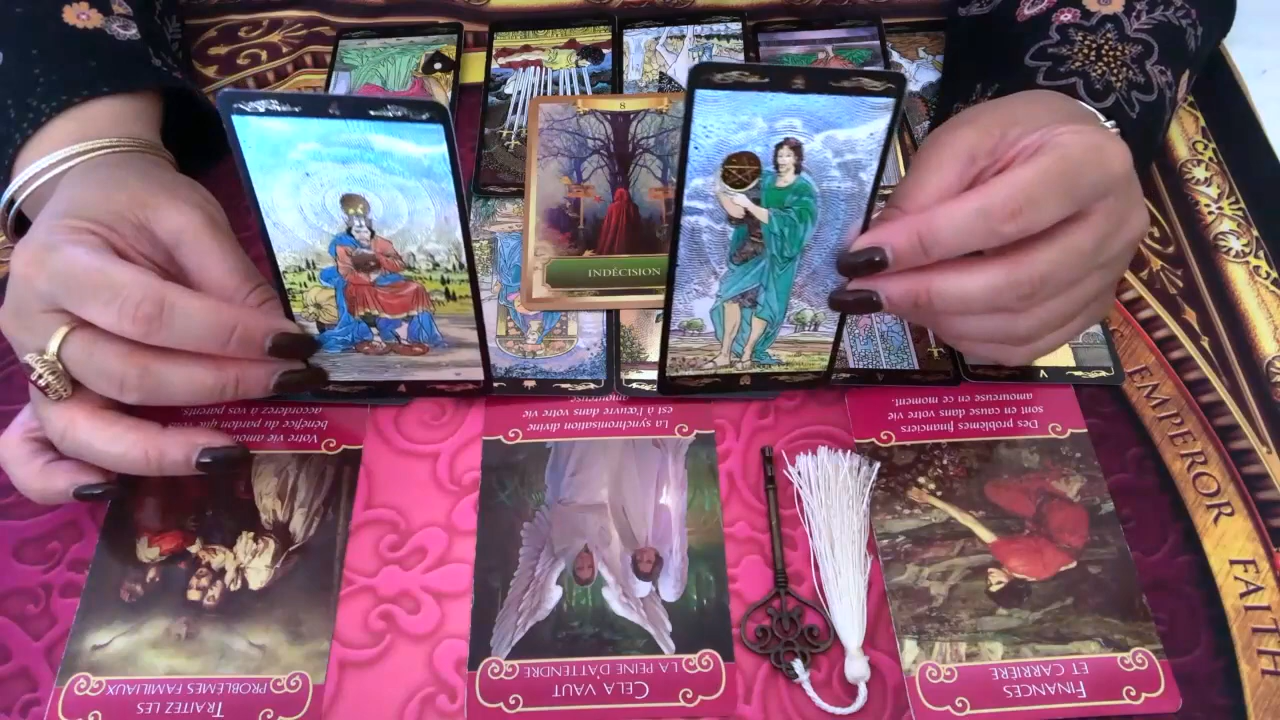 8
INDÉCISION
V
Votre vie amou
bénéfice du pardon que vous
accorderez à vos parents.
La synchronisation divine
est à l'œuvre dans votre vie
amoureuse.
Des problèmes financiers
sont en cause dans votre vie
amoureuse en ce moment.
EMPEROR
FAITH
TRAITEZ LES
PROBLÈMES FAMILIAUX
CELA VAUT
LA PEINE D'ATTENDRE
FINANCES
ET CARRIÈRE